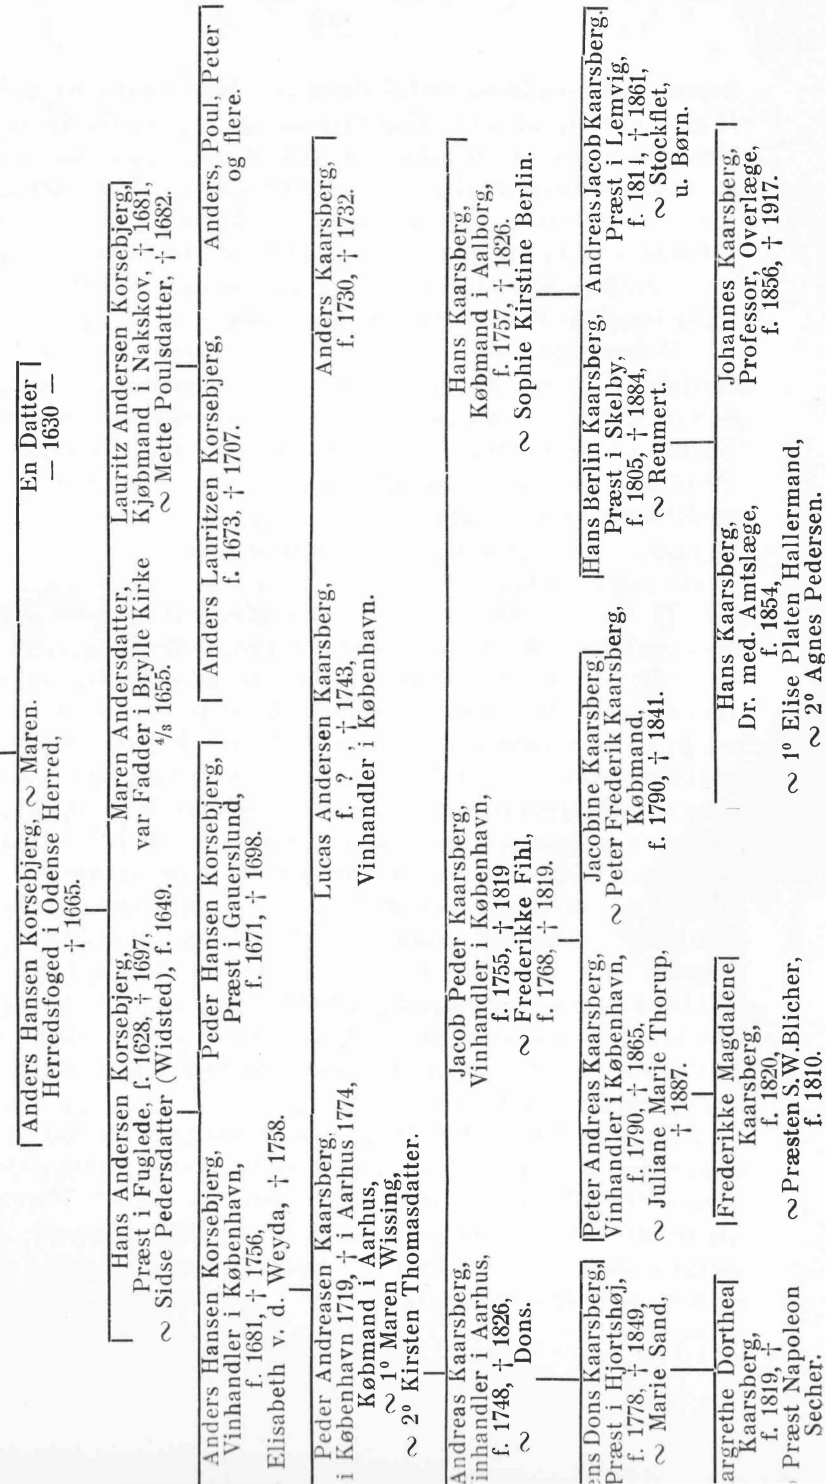 Anders Hansen Korsebjerg, ∾ Maren.
Herredsfoged i Odense Herred,
† 1665.
En Datter
— 1630 —
Hans Andersen Korsebjerg,
Præst i Fuglede, f. 1628, † 1697,
∾ Sidse Pedersdatter (Widsted), f. 1649.
Maren Andersdatter,
var Fadder i Brylle Kirke
1655.
Lauritz Andersen Korsebjerg,
Kjøbmand i Nakskov, † 1681,
∾ Mette Poulsdatter, † 1682.
Anders Hansen Korsebjerg,
Vinhandler i København,
f. 1681, † 1756,
Elisabeth v. d. Weyda, † 1758.
Peder Hansen Korsebjerg,
Præst i Gauerslund,
f. 1671, † 1698.
Anders Lauritzen Korsebjerg,
f. 1673, † 1707.
Anders, Poul, Peter
og flere.
Peder Andreasen Kaarsberg,
i København 1719, † i Aarhus 1774,
Købmand i Aarhus,
∾ 1⁰ Maren Wissing,
∾ 2⁰ Kirsten Thomasdatter.
Lucas Andersen Kaarsberg,
f. ? , † 1745,
Vinhandler i København.
Anders Kaarsberg,
f. 1730, † 1732.
Andreas Kaarsberg,
inhandler i Aarhus,
f. 1748, † 1826,
∾ Dons.
Jacob Peder Kaarsberg,
Vinhandler i København,
f. 1755, † 1819
∾ Frederikke Fihl,
f. 1768, † 1819.
Hans Kaarsberg,
Købmand i Aalborg,
f. 1757, † 1826.
∾ Sophie Kirstine Berlin.
ens Dons Kaarsberg,
Præst i Hjortshøj,
f. 1778, † 1849,
∾ Marie Sand.
Peter Andreas Kaarsberg,
Vinhandler i København,
f. 1790, † 1865.
∾ Juliane Marie Thorup,
† 1887.
Jacobine Kaarsberg,
∾ Peter Frederik Kaarsberg,
Købmand.
f. 1790, † 1841.
Hans Berlin Kaarsberg,
Præst i Skelby,
f. 1805, † 1884,
∾ Reumert.
Andreas Jacob Kaarsberg.
Præst i Lemvig,
f. 1811, † 1861,
∾ Stockflet,
u. Børn.
argrethe Dorthea
Kaarsberg,
f. 1819, †
Præst Napoleon
Secher.
Frederikke Magdalene
Kaarsberg,
f. 1820,
∾ Præsten S.W. Blicher,
f. 1810.
Hans Kaarsberg,
Dr. med. Amtslæge,
f. 1854,
∾ 1⁰ Elise Platen Hallermand,
∾ 2⁰ Agnes Pedersen.
Johannes Kaarsberg,
Professor, Overlæge,
f. 1856, † 1917.